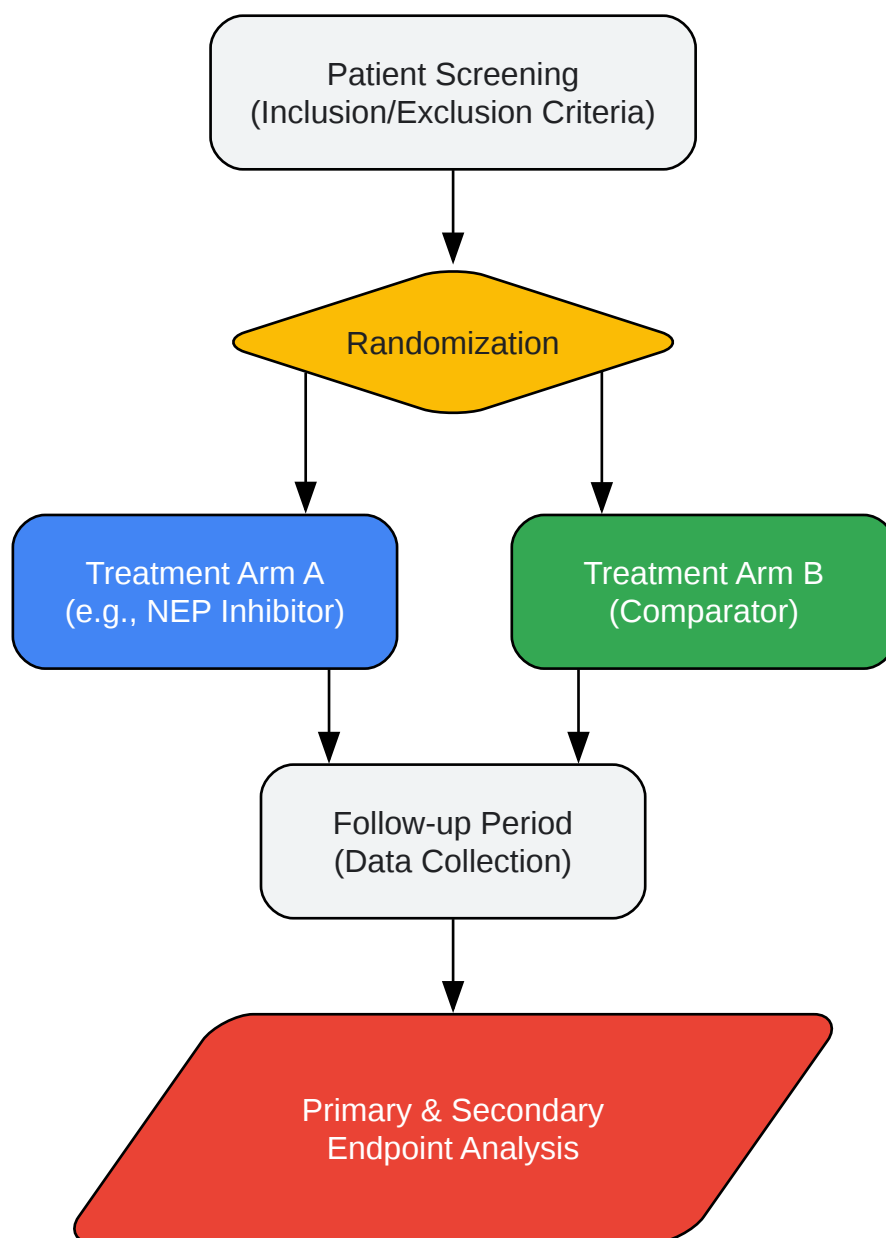 Patient Screening
(Inclusion/Exclusion Criteria)
Randomization
Treatment Arm A
(e.g., NEP Inhibitor)
Treatment Arm B
(Comparator)
Follow-up Period
(Data Collection)
Primary & Secondary
Endpoint Analysis